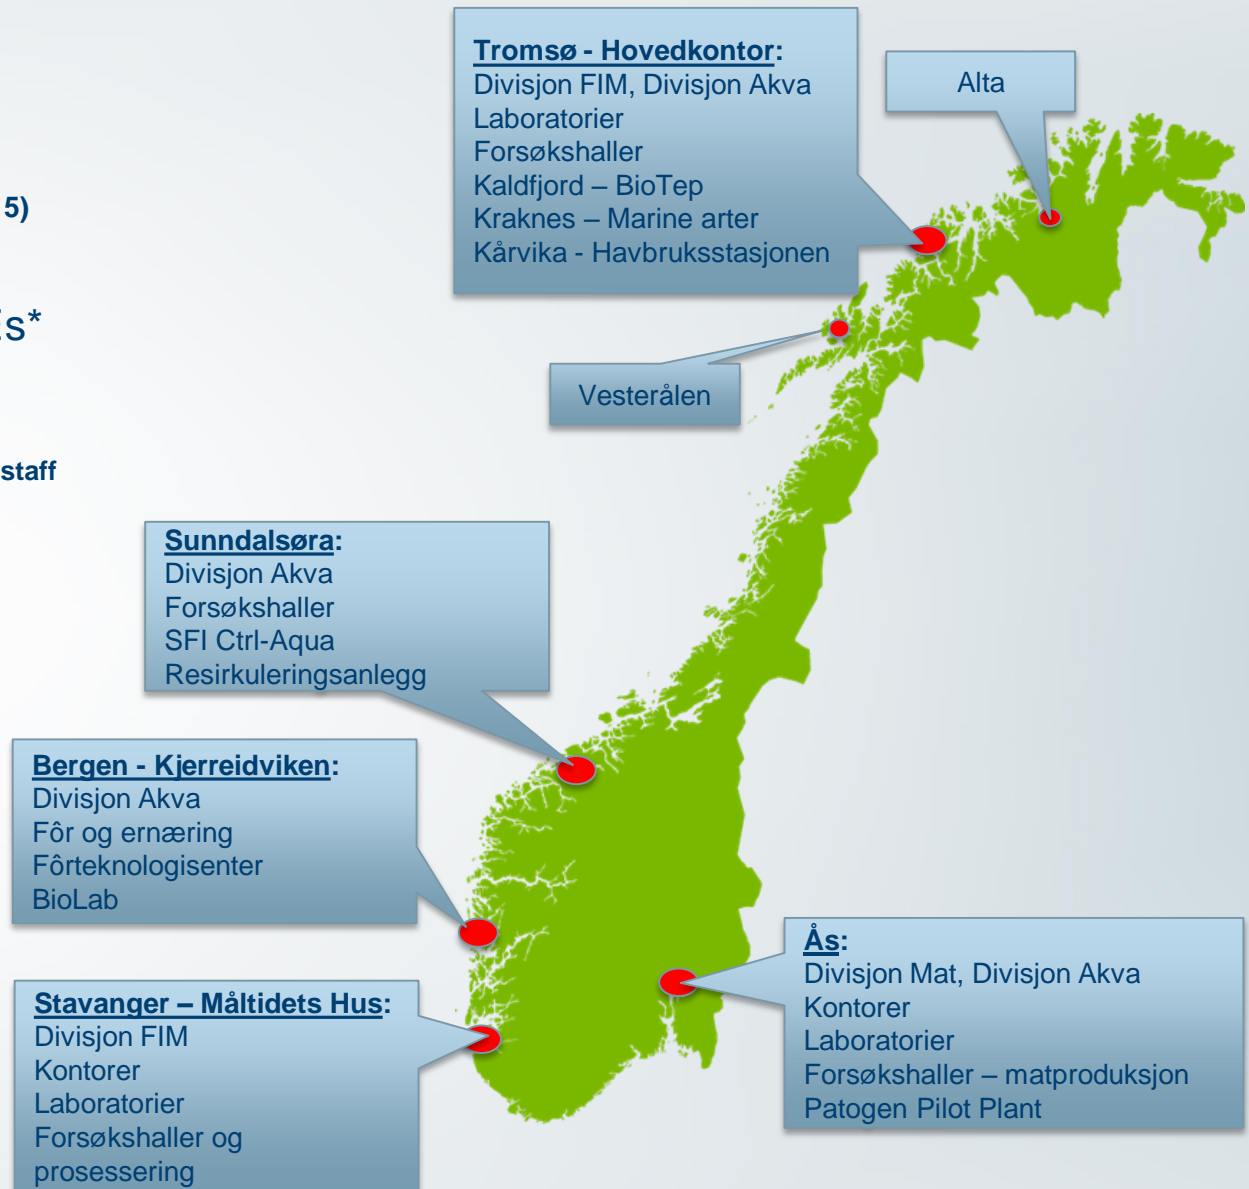 Tromsø - Hovedkontor:
Divisjon FIM, Divisjon Akva
Laboratorier
Forsøkshaller
Kaldfjord – BioTep
Kraknes – Marine arter
Kårvika - Havbruksstasjonen
Alta
5)
s*
Vesterålen
staff
Sunndalsøra:
Divisjon Akva
Forsøkshaller
SFI Ctrl-Aqua
Resirkuleringsanlegg
Bergen - Kjerreidviken:
Divisjon Akva
Fôr og ernæring
Fôrteknologisenter
BioLab
Stavanger – Måltidets Hus:
Divisjon FIM
Kontorer
Laboratorier
Forsøkshaller og
prosessering
Ås:
Divisjon Mat, Divisjon Akva
Kontorer
Laboratorier
Forsøkshaller – matproduksjon
Patogen Pilot Plant